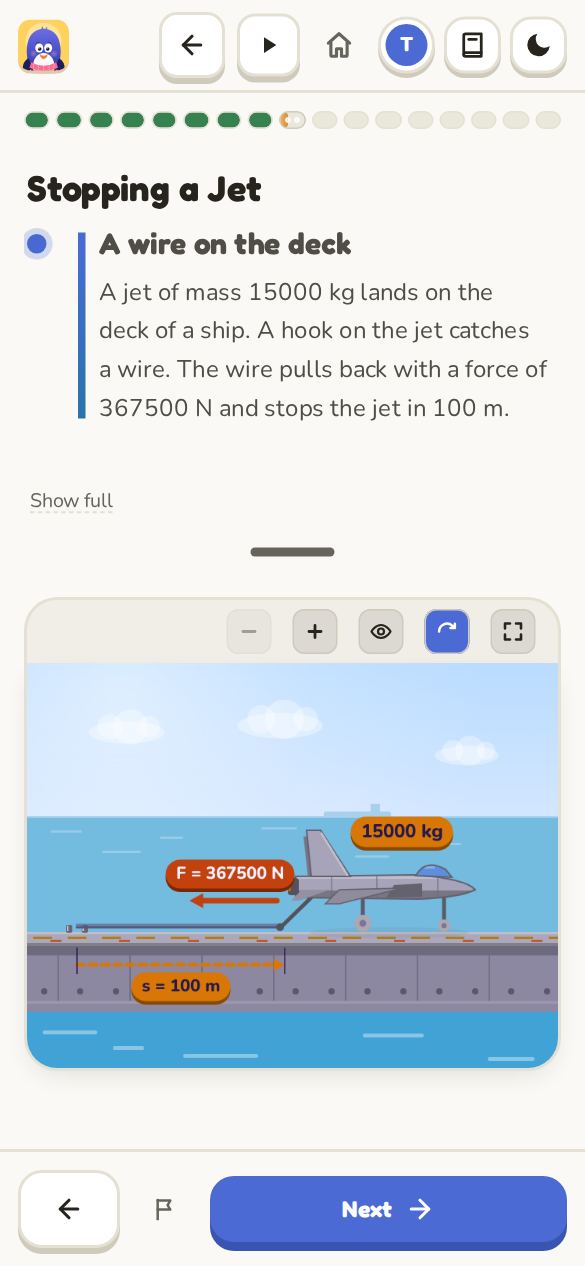 T
Stopping a Jet
A wire on the deck
A jet of mass 15000 kg lands on the
deck of a ship. A hook on the jet catches
a wire. The wire pulls back with a force of
367500 N and stops the jet in 100 m.
Show full
15000 kg
F = 367500 N
s = 100 m
Next